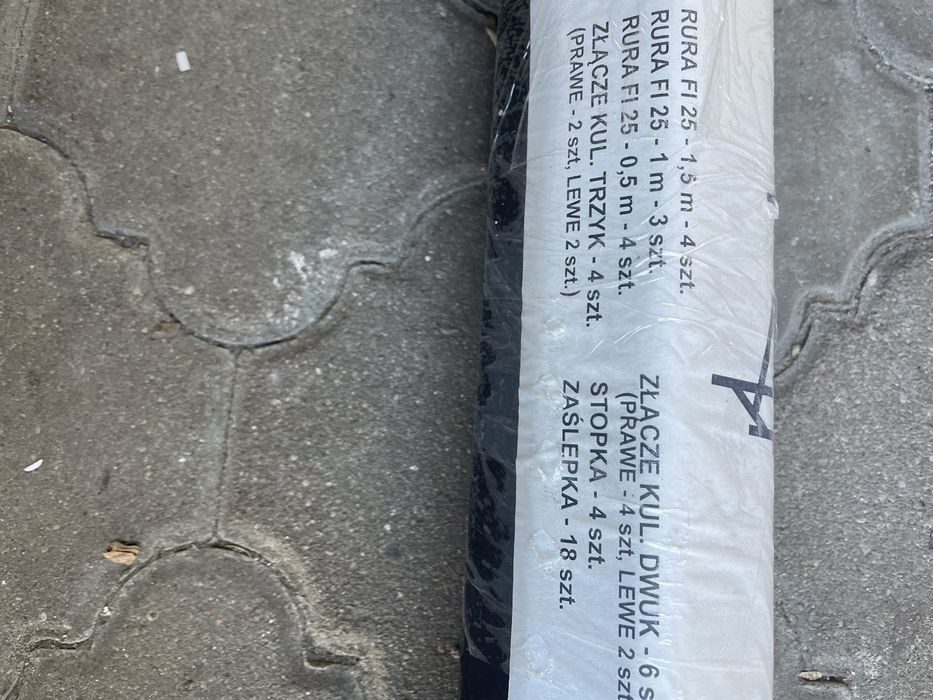 RURA FI 25 - 1,5 m - 4 szt.
RURA FI 25 - 1 m - 3 szt.
RURA FI 25 - 0,5 m - 4 szt.
ZŁĄCZE KUL. TRZYK - 4 szt.
(PRAWE - 2 szt, LEWE 2 szt.)
ZŁĄCZE KUL. DWUK - 6 s
(PRAWE - 4 szt, LEWE 2 szt
STOPKA - 4 szt.
ZAŚLEPKA - 18 szt.